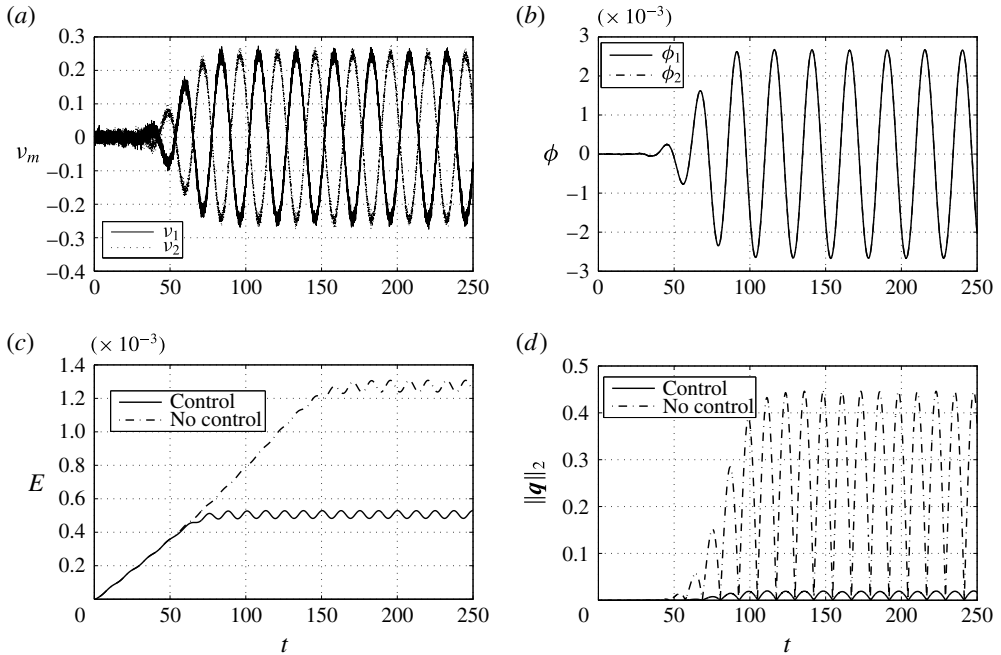 (a)
0.3
0.2
0.1
0
−0.1
−0.2
−0.3
−0.4
ν_m
ν_1
ν_2
0 50 100 150 200 250
(b)
(× 10^−3)
3
2
1
0
−1
−2
−3
ϕ
ϕ_1
ϕ_2
0 50 100 150 200 250
(c)
(× 10^−3)
1.4
1.2
1.0
0.8
0.6
0.4
0.2
E
Control
No control
0 50 100 150 200 250
t
(d)
0.5
0.4
0.3
0.2
0.1
‖q‖_2
Control
No control
0 50 100 150 200 250
t